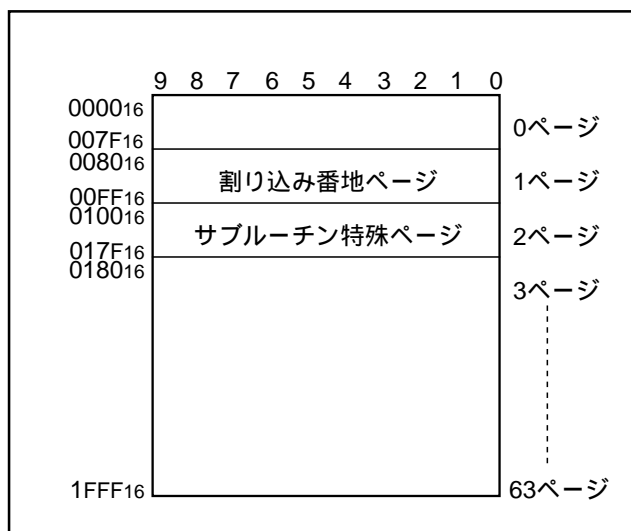 9 8 7 6 5 4 3 2 1 0
0000₁₆
0ページ
007F₁₆
0080₁₆
割り込み番地ページ
1ページ
00FF₁₆
0100₁₆
サブルーチン特殊ページ
2ページ
017F₁₆
0180₁₆
3ページ
1FFF₁₆
63ページ